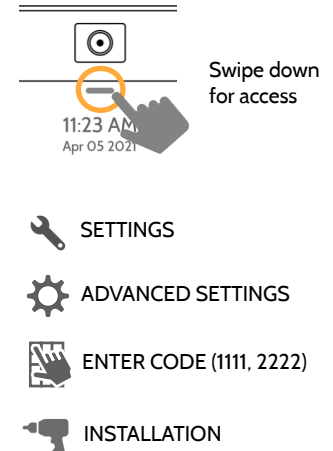 Swipe down
for access
11:23 AM
Apr 05 2021
SETTINGS
ADVANCED SETTINGS
ENTER CODE (1111, 2222)
INSTALLATION